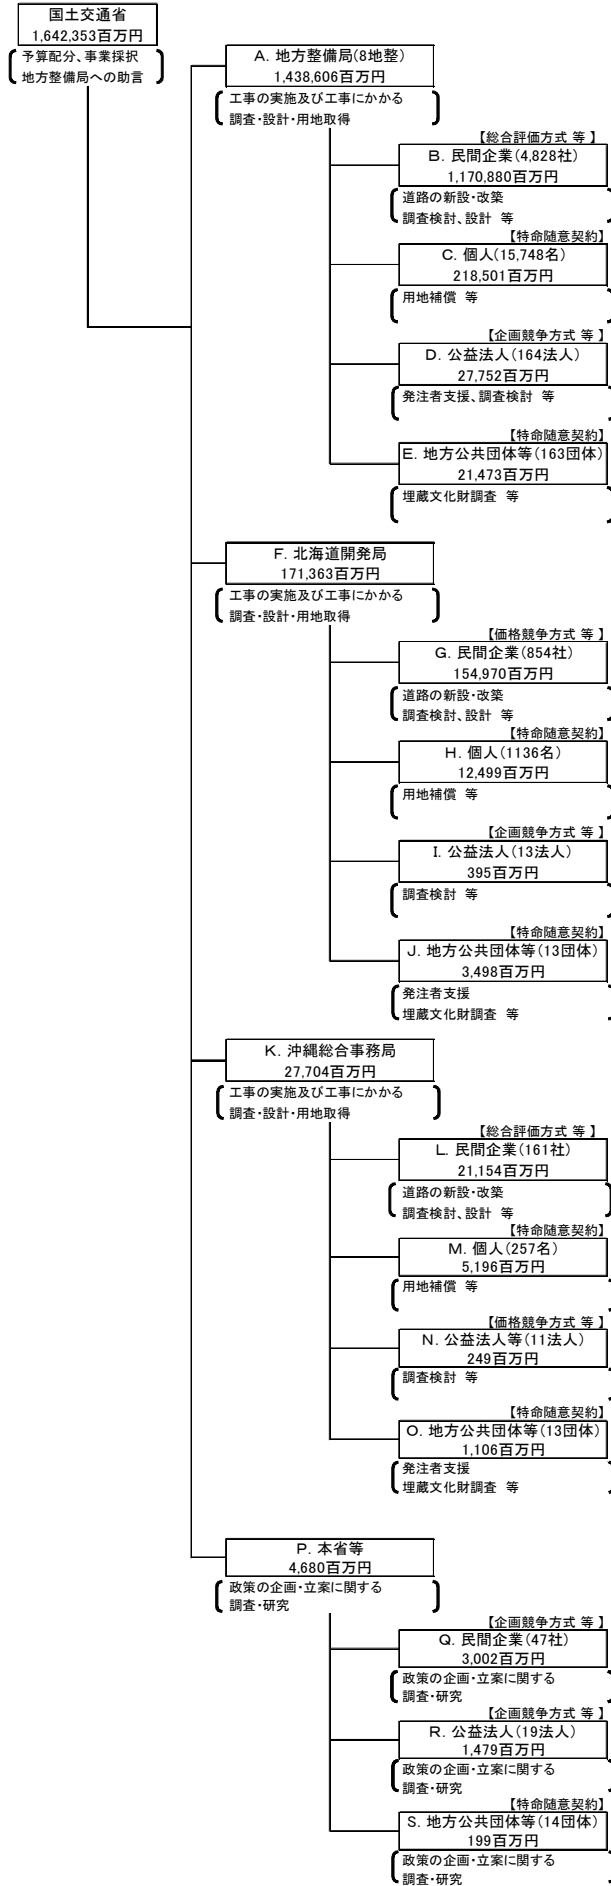 国土交通省
1,642,353百万円
予算配分、事業採択
地方整備局への助言
A. 地方整備局(8地整)
1,438,606百万円
工事の実施及び工事にかかる
調査・設計・用地取得
【総合評価方式 等】
B. 民間企業(4,828社)
1,170,880百万円
道路の新設・改築
調査検討、設計 等
【特命随意契約】
C. 個人(15,748名)
218,501百万円
用地補償 等
【企画競争方式 等】
D. 公益法人(164法人)
27,752百万円
発注者支援、調査検討 等
【特命随意契約】
E. 地方公共団体等(163団体)
21,473百万円
埋蔵文化財調査 等
F. 北海道開発局
171,363百万円
工事の実施及び工事にかかる
調査・設計・用地取得
【価格競争方式 等】
G. 民間企業(854社)
154,970百万円
道路の新設・改築
調査検討、設計 等
【特命随意契約】
H. 個人(1136名)
12,499百万円
用地補償 等
【企画競争方式 等】
I. 公益法人(13法人)
395百万円
調査検討 等
【特命随意契約】
J. 地方公共団体等(13団体)
3,498百万円
発注者支援
埋蔵文化財調査 等
K. 沖縄総合事務局
27,704百万円
工事の実施及び工事にかかる
調査・設計・用地取得
【総合評価方式 等】
L. 民間企業(161社)
21,154百万円
道路の新設・改築
調査検討、設計 等
【特命随意契約】
M. 個人(257名)
5,196百万円
用地補償 等
【価格競争方式 等】
N. 公益法人等(11法人)
249百万円
調査検討 等
【特命随意契約】
O. 地方公共団体等(13団体)
1,106百万円
発注者支援
埋蔵文化財調査 等
P. 本省等
4,680百万円
政策の企画・立案に関する
調査・研究
【企画競争方式 等】
Q. 民間企業(47社)
3,002百万円
政策の企画・立案に関する
調査・研究
【企画競争方式 等】
R. 公益法人(19法人)
1,479百万円
政策の企画・立案に関する
調査・研究
【特命随意契約】
S. 地方公共団体等(14団体)
199百万円
政策の企画・立案に関する
調査・研究